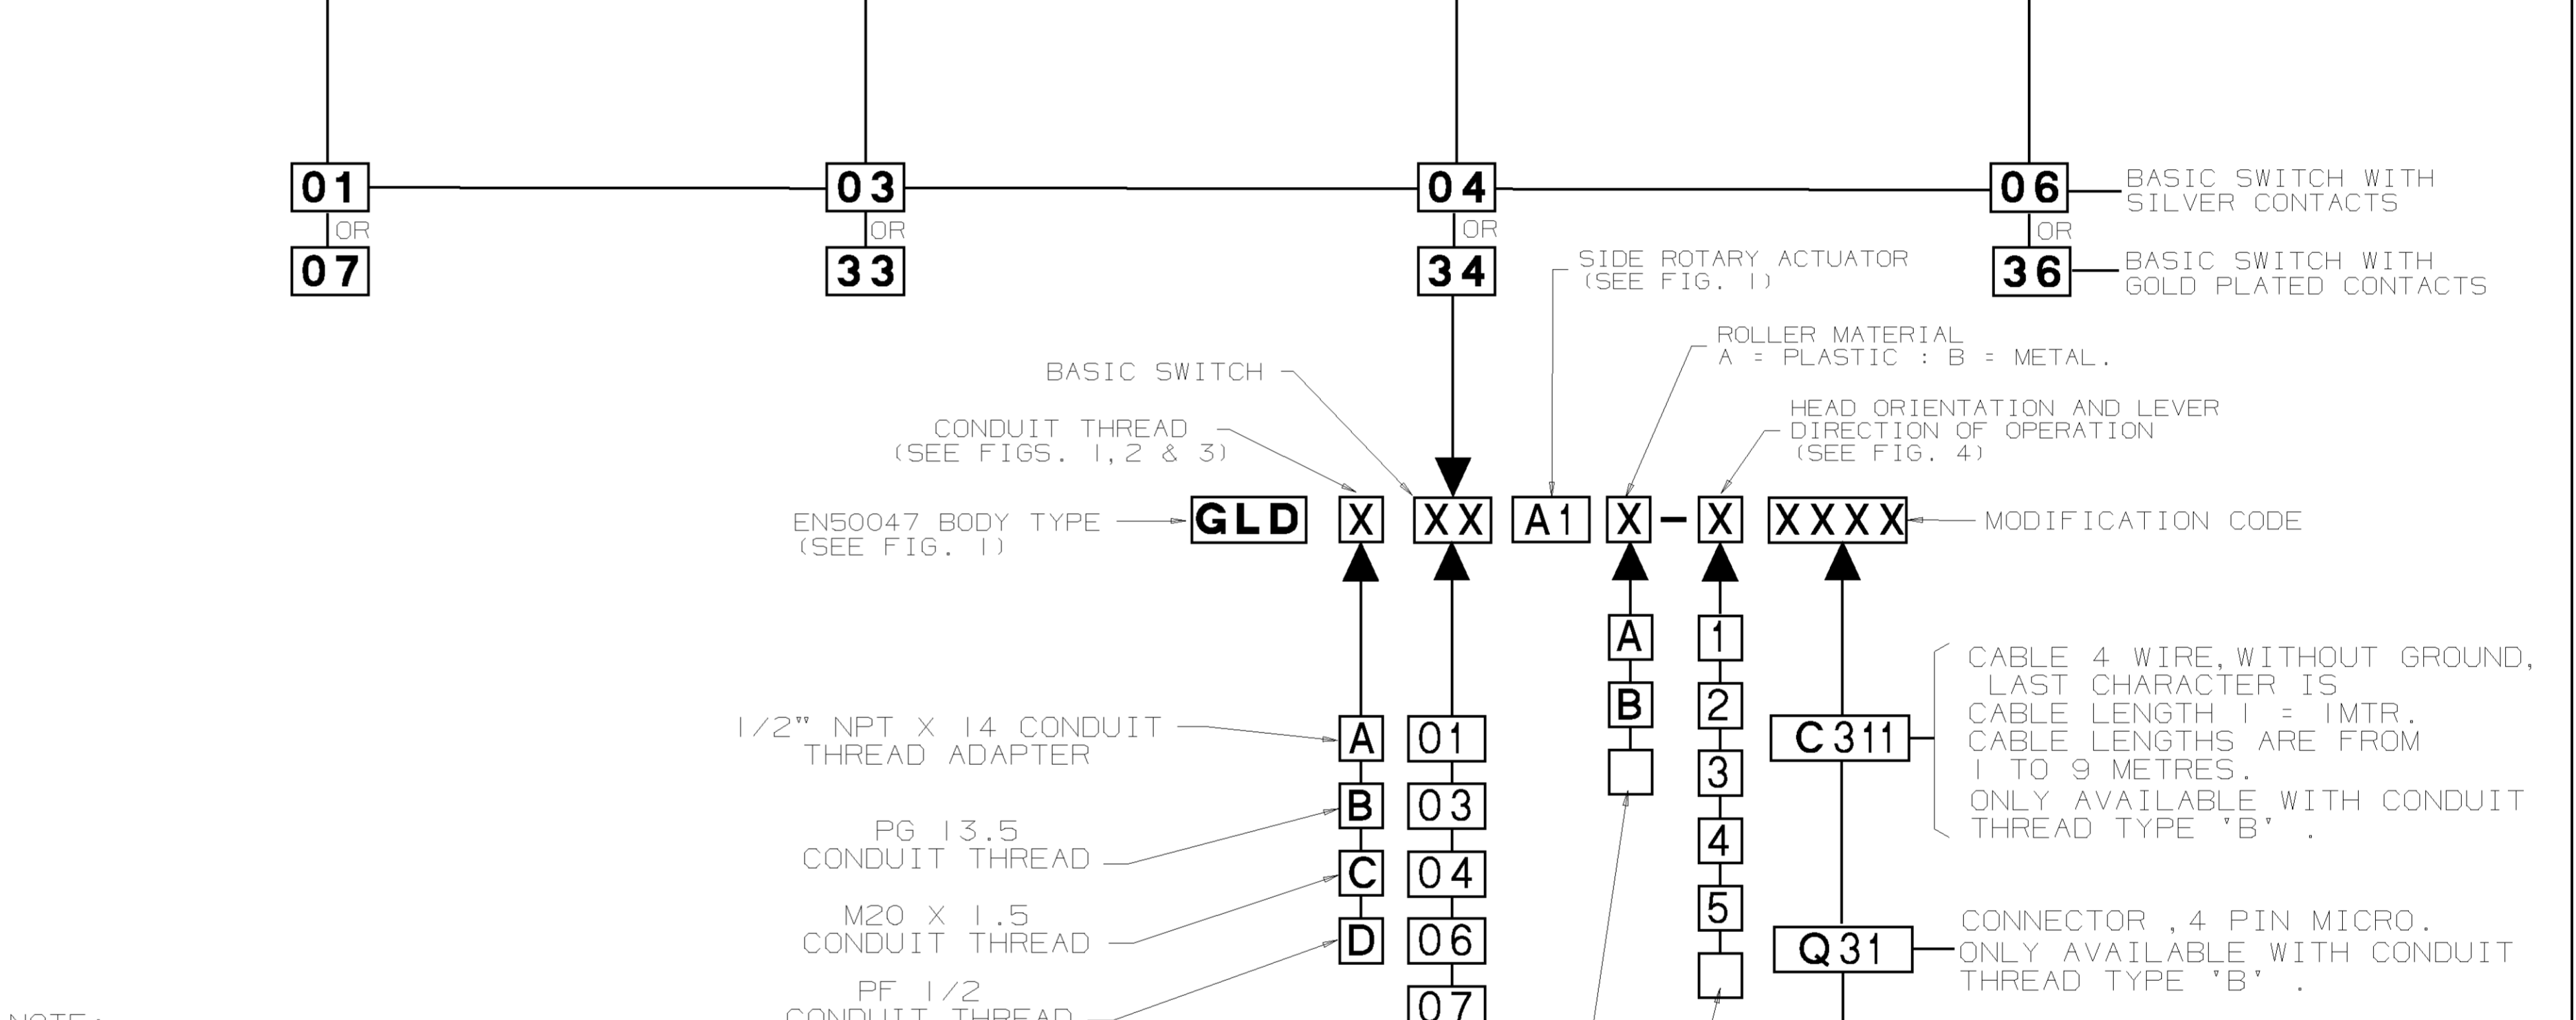 01
03
04
06
BASIC SWITCH WITH
SILVER CONTACTS
OR
OR
OR
OR
07
33
34
36
BASIC SWITCH WITH
GOLD PLATED CONTACTS
SIDE ROTARY ACTUATOR
(SEE FIG. 1)
ROLLER MATERIAL
A = PLASTIC : B = METAL.
BASIC SWITCH
HEAD ORIENTATION AND LEVER
DIRECTION OF OPERATION
(SEE FIG. 4)
CONDUIT THREAD
(SEE FIGS. 1,2 & 3)
EN50047 BODY TYPE
(SEE FIG. 1)
GLD X XX A1 X - X XXXX
MODIFICATION CODE
1/2" NPT X 14 CONDUIT
THREAD ADAPTER
PG 13.5
CONDUIT THREAD
M20 X 1.5
CONDUIT THREAD
PF 1/2
CONDUIT THREAD
A
B
C
D
01
03
04
06
07
A
B
1
2
3
4
5
C311
CABLE 4 WIRE,WITHOUT GROUND,
LAST CHARACTER IS
CABLE LENGTH 1 = 1MTR.
CABLE LENGTHS ARE FROM
1 TO 9 METRES.
ONLY AVAILABLE WITH CONDUIT
THREAD TYPE 'B' .
Q31
CONNECTOR ,4 PIN MICRO.
ONLY AVAILABLE WITH CONDUIT
THREAD TYPE 'B' .
NOTE: